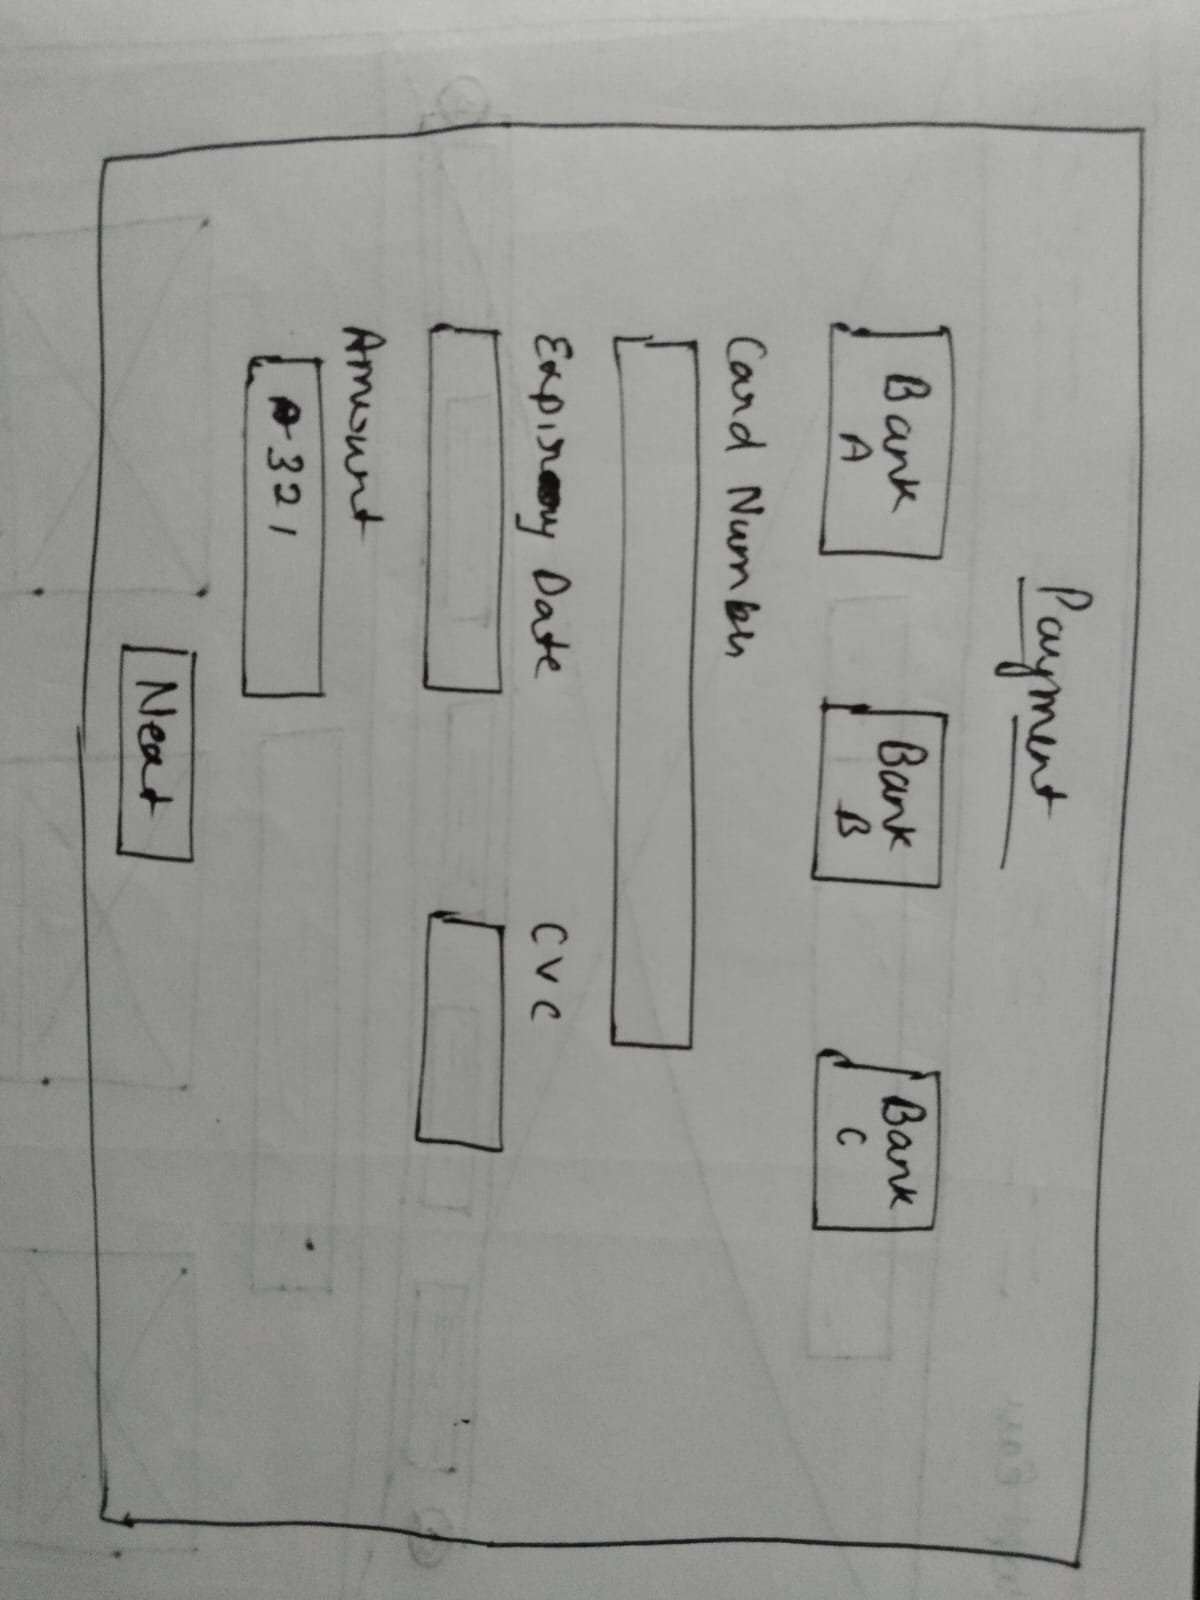 Payment
Bank A
Bank B
Bank C
Card Number
Expiry Date
CVC
Amount
321
Next